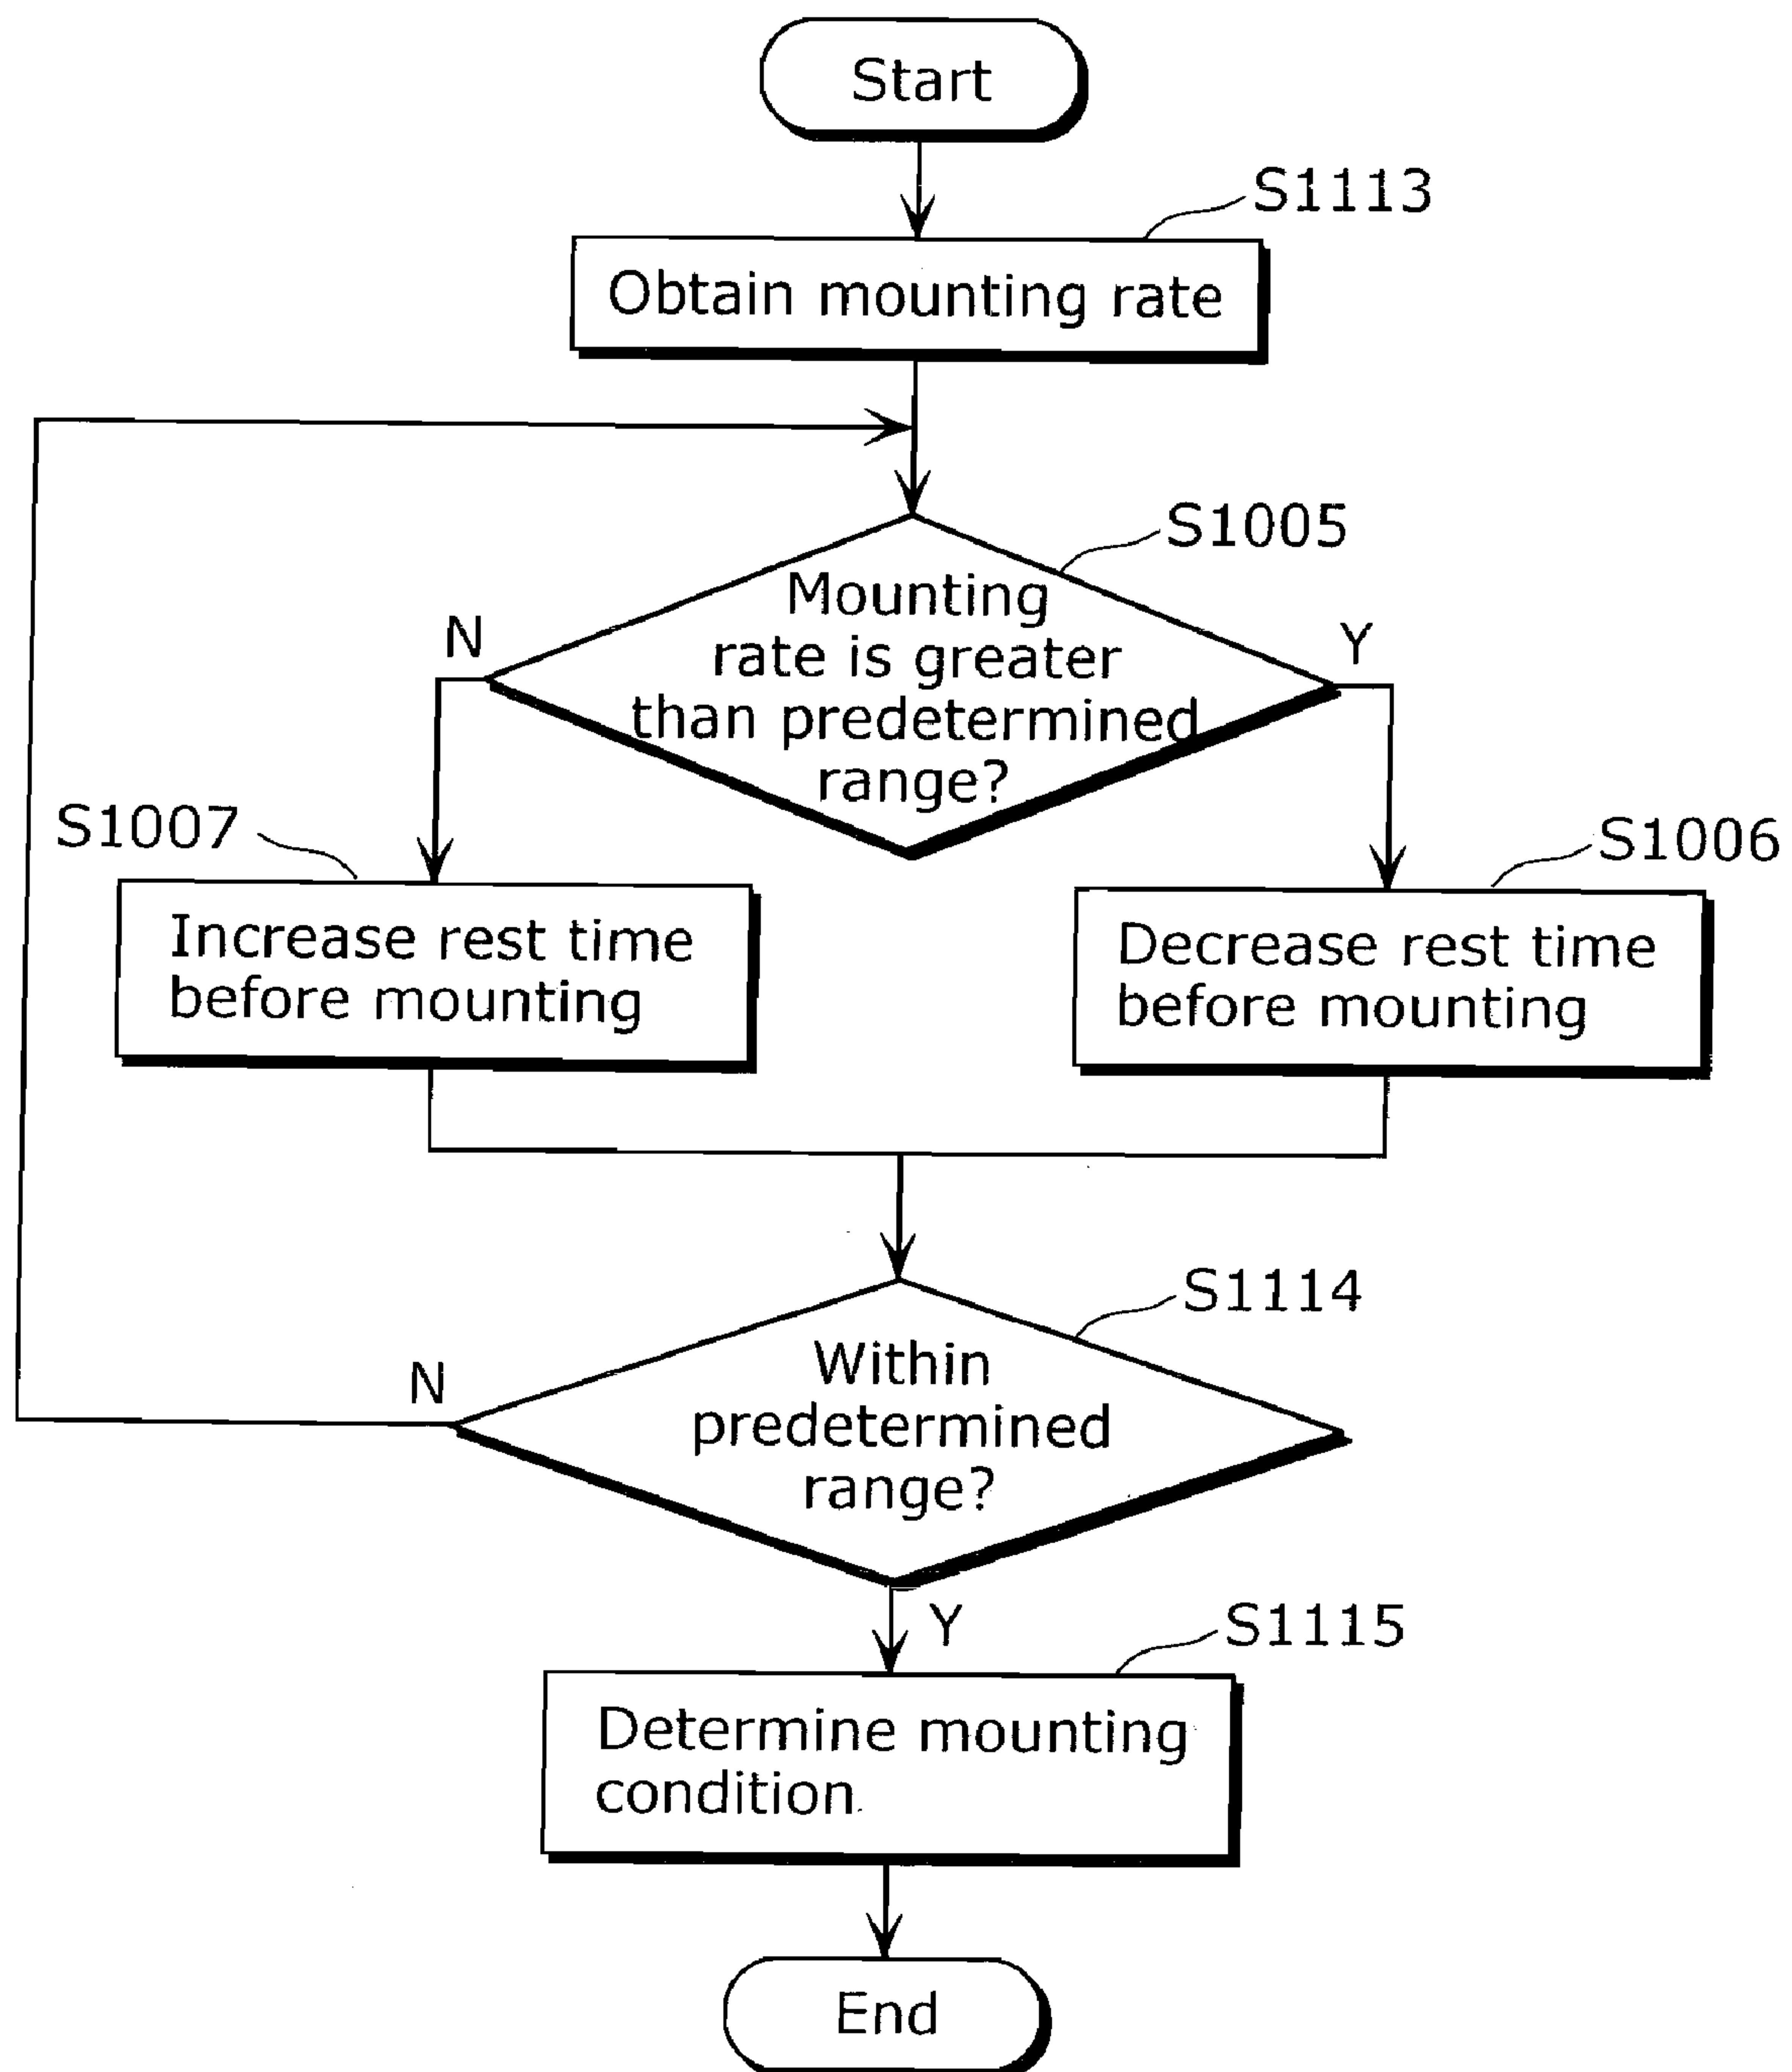 Start
S1113
Obtain mounting rate
S1005
Mounting
rate is greater
than predetermined
range?
N
Y
S1007
S1006
Increase rest time
before mounting
Decrease rest time
before mounting
S1114
Within
predetermined
range?
N
Y
S1115
Determine mounting
condition
End